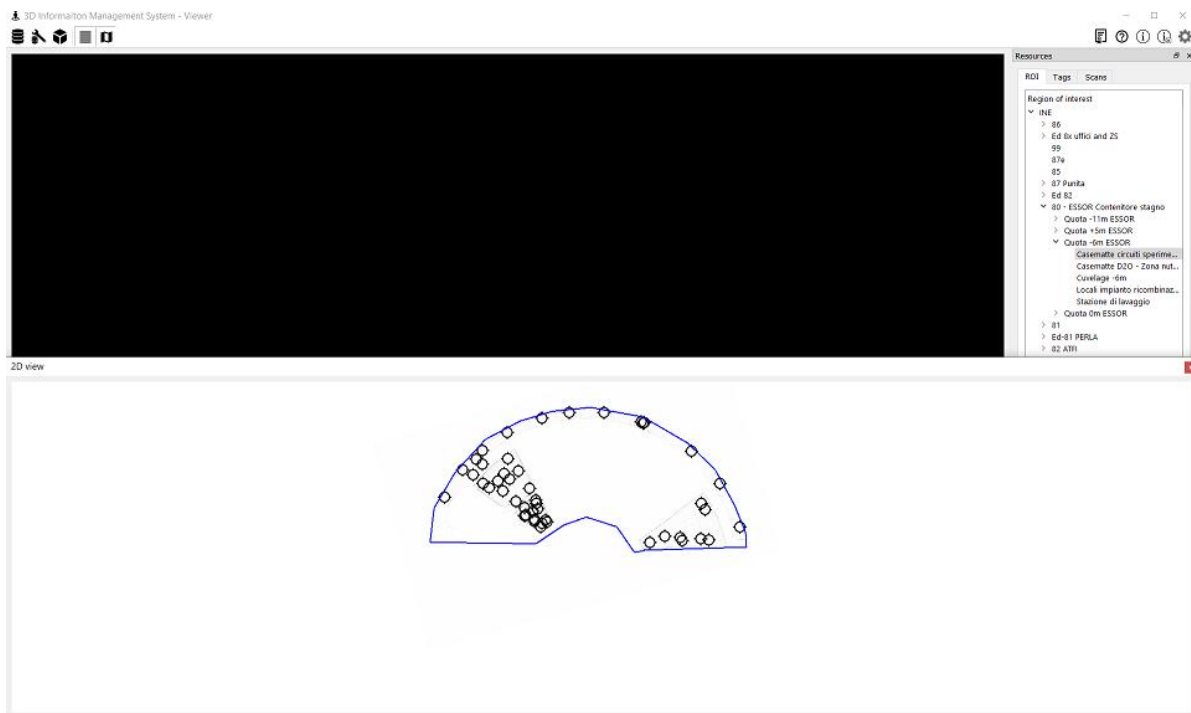 3D Informaiton Management System - Viewer
Resources
ROI Tags Scans
Region of interest
INE
86
Ed 8x uffici and ZS
99
87e
85
87 Punita
Ed 82
80 - ESSOR Contenitore stagno
Quota -11m ESSOR
Quota +5m ESSOR
Quota -6m ESSOR
Casematte circuiti sperime...
Casematte D2O - Zona nut...
Cuvelage -6m
Locali impianto ricombinaz...
Stazione di lavaggio
Quota 0m ESSOR
81
Ed-81 PERLA
82 ATFI
2D view